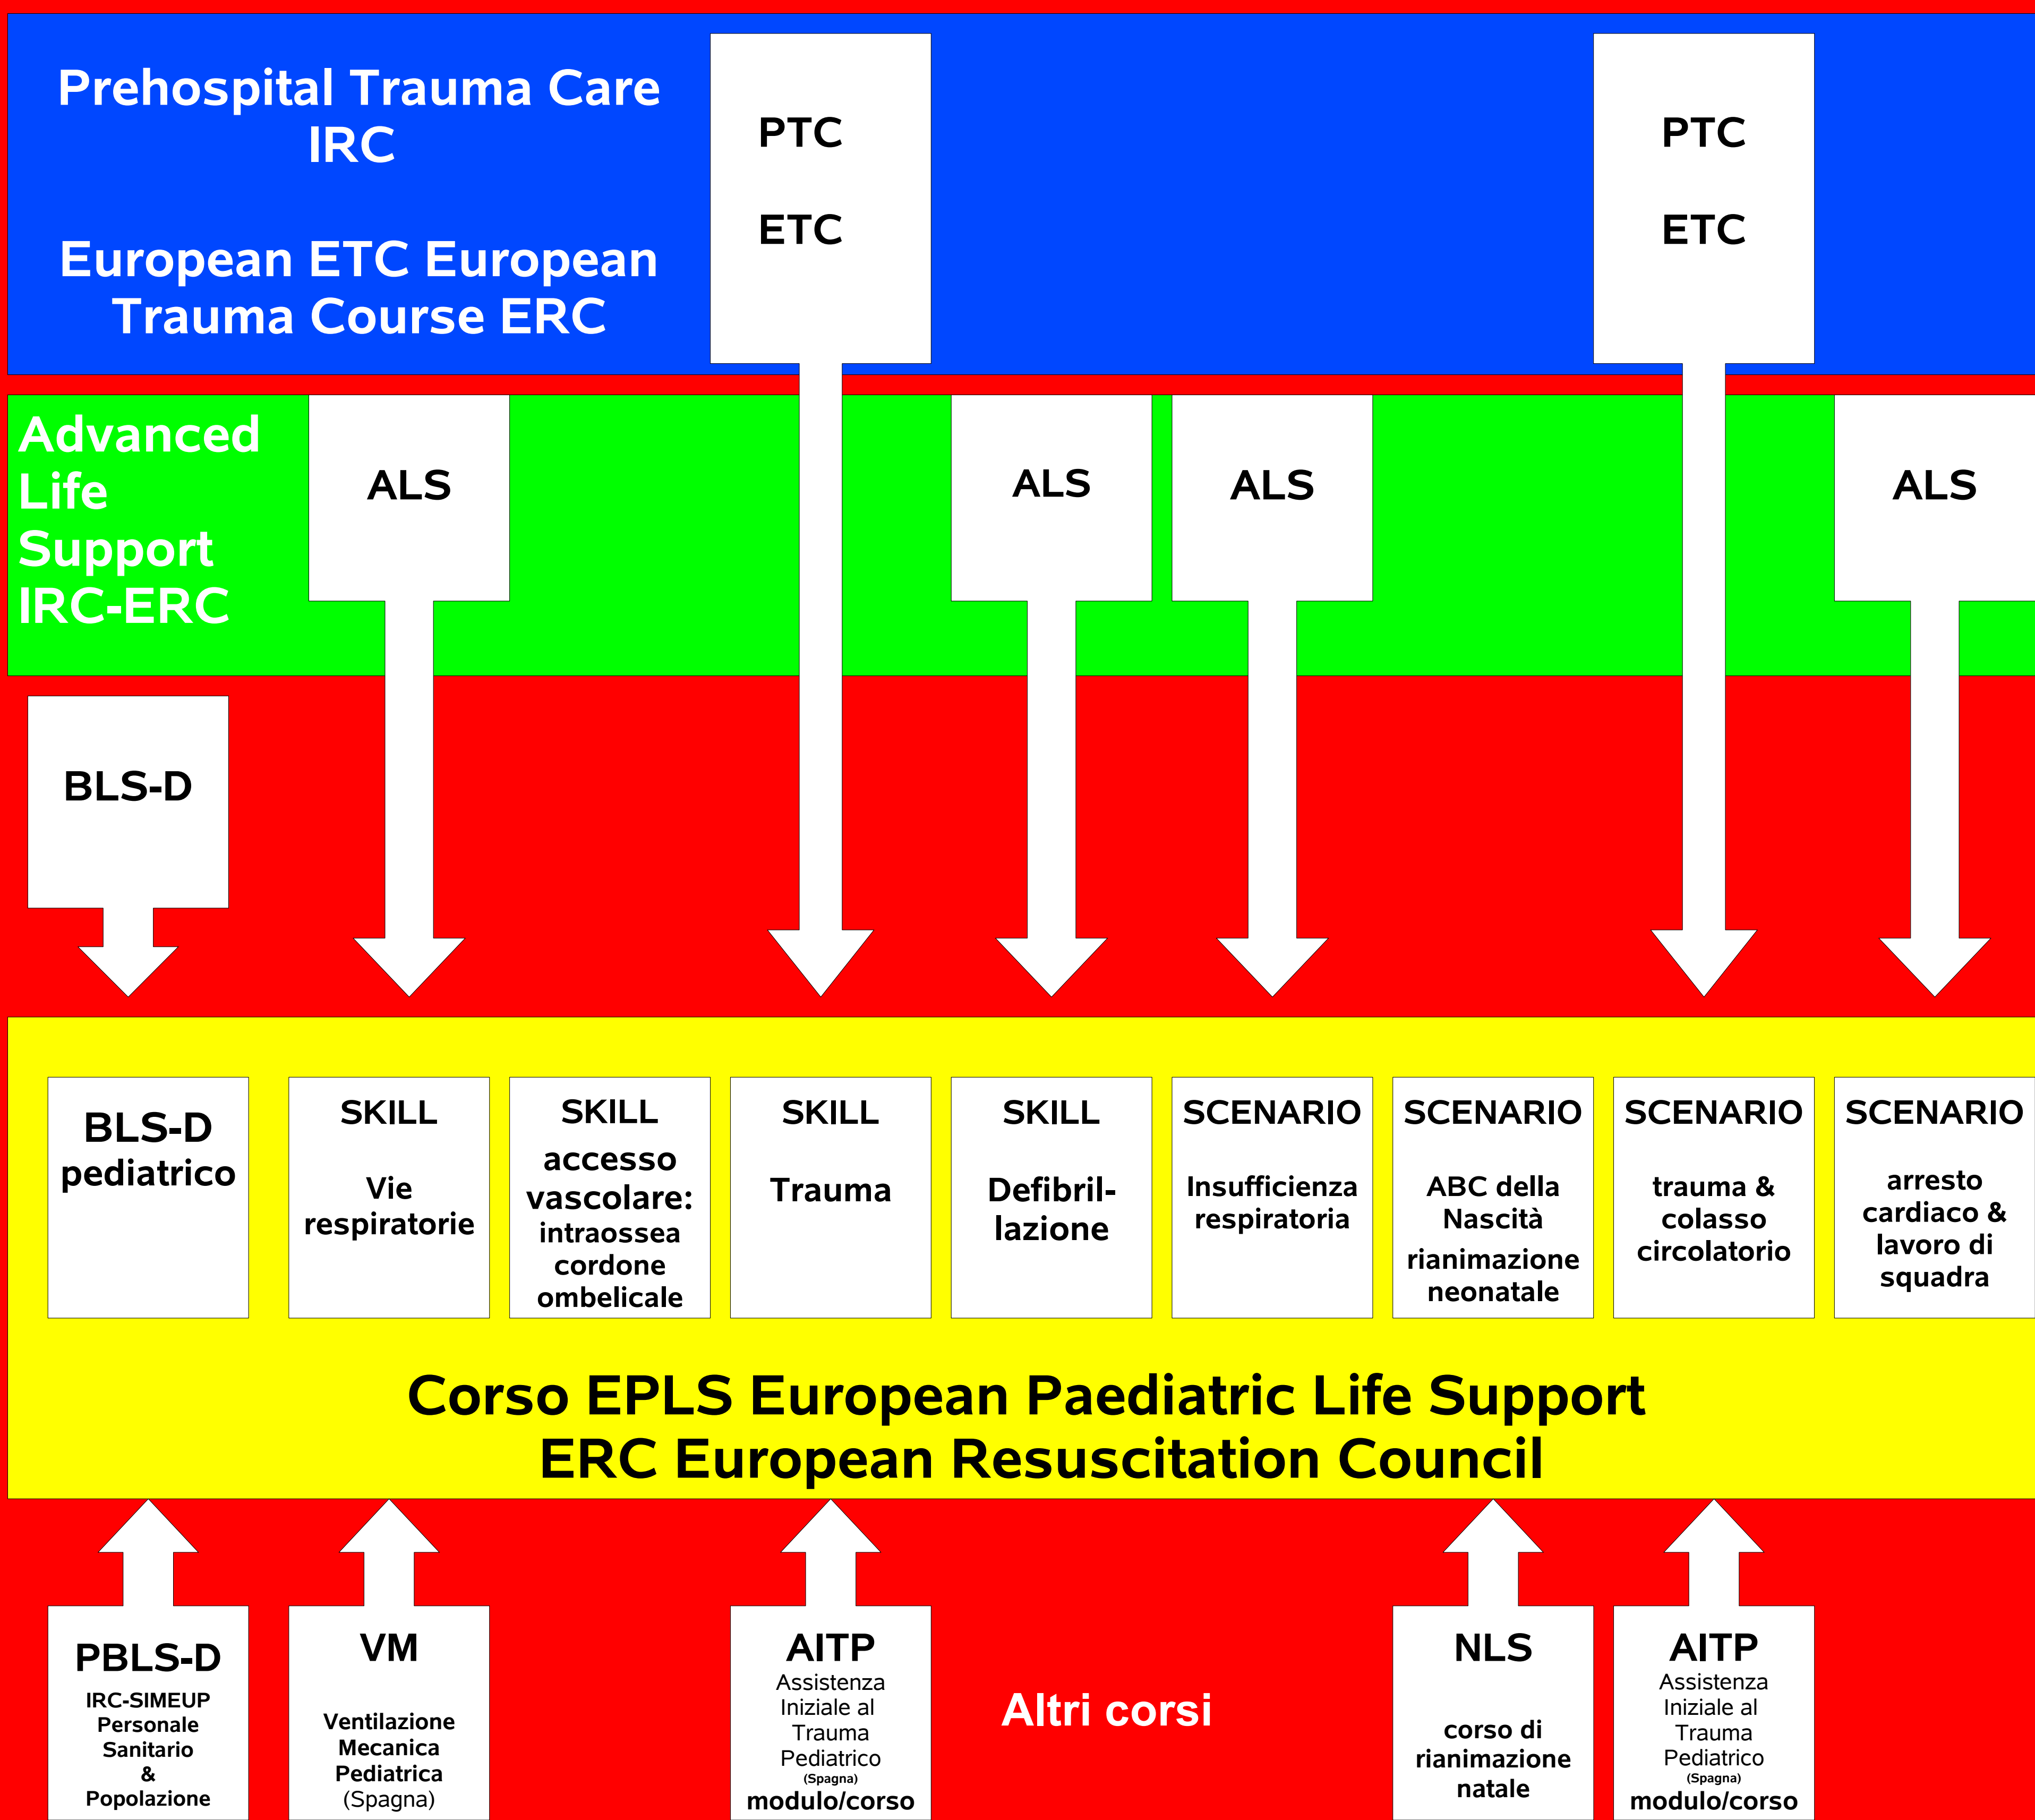 Prehospital Trauma Care
IRC
European ETC European
Trauma Course ERC
PTC
ETC
PTC
ETC
Advanced
Life
Support
IRC-ERC
ALS
ALS
ALS
ALS
BLS-D
BLS-D
pediatrico
SKILL
Vie
respiratorie
SKILL
accesso
vascolare:
intraossea
cordone
ombelicale
SKILL
Trauma
SKILL
Defibril-
lazione
SCENARIO
Insufficienza
respiratoria
SCENARIO
ABC della
Nascità
rianimazione
neonatale
SCENARIO
trauma &
colasso
circolatorio
SCENARIO
arresto
cardiaco &
lavoro di
squadra
Corso EPLS European Paediatric Life Support
ERC European Resuscitation Council
PBLS-D
IRC-SIMEUP
Personale
Sanitario
&
Popolazione
VM
Ventilazione
Mecanica
Pediatrica
(Spagna)
AITP
Assistenza
Iniziale al
Trauma
Pediatrico
(Spagna)
modulo/corso
Altri corsi
NLS
corso di
rianimazione
natale
AITP
Assistenza
Iniziale al
Trauma
Pediatrico
(Spagna)
modulo/corso